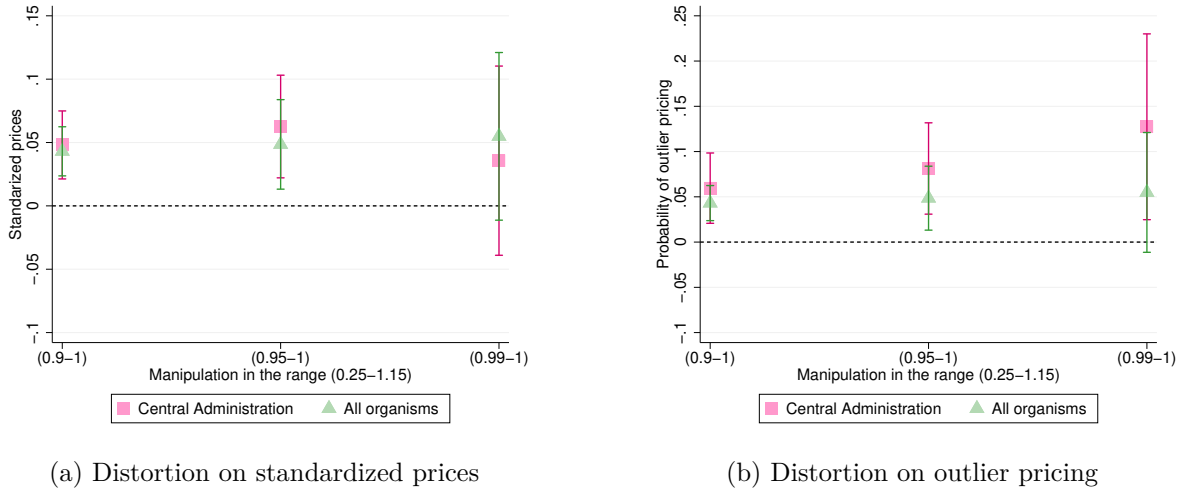 .15
.1
.05
0
−.05
−.1
Standarized prices
(0.9−1)
(0.95−1)
(0.99−1)
Manipulation in the range (0.25−1.15)
Central Administration
All organisms
(a) Distortion on standardized prices
.25
.2
.15
.1
.05
0
−.05
−.1
Probability of outlier pricing
(0.9−1)
(0.95−1)
(0.99−1)
Manipulation in the range (0.25−1.15)
Central Administration
All organisms
(b) Distortion on outlier pricing